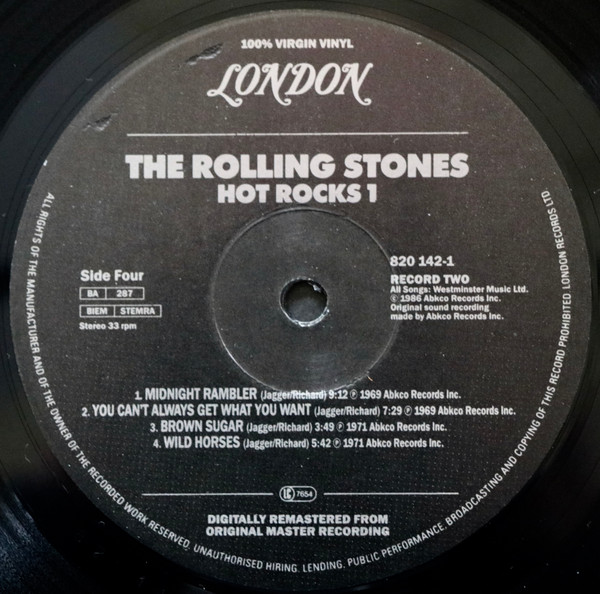 100% VIRGIN VINYL
LONDON
THE ROLLING STONES
HOT ROCKS 1
Side Four
BA 287
BIEM STEMRA
Stereo 33 rpm
820 142-1
RECORD TWO
All Songs: Westminster Music Ltd.
© 1986 Abkco Records Inc.
Original sound recording
made by Abkco Records Inc.
1. MIDNIGHT RAMBLER (Jagger/Richard) 9:12 ℗ 1969 Abkco Records Inc.
2. YOU CAN'T ALWAYS GET WHAT YOU WANT (Jagger/Richard) 7:29 ℗ 1969 Abkco Records Inc.
3. BROWN SUGAR (Jagger/Richard) 3:49 ℗ 1971 Abkco Records Inc.
4. WILD HORSES (Jagger/Richard) 5:42 ℗ 1971 Abkco Records Inc.
LC 7654
DIGITALLY REMASTERED FROM
ORIGINAL MASTER RECORDING
ALL RIGHTS OF THE MANUFACTURER AND OF THE OWNER OF THE RECORDED WORK RESERVED. UNAUTHORISED HIRING. LENDING. PUBLIC PERFORMANCE. BROADCASTING AND COPYING OF THIS RECORD PROHIBITED LONDON RECORDS LTD.